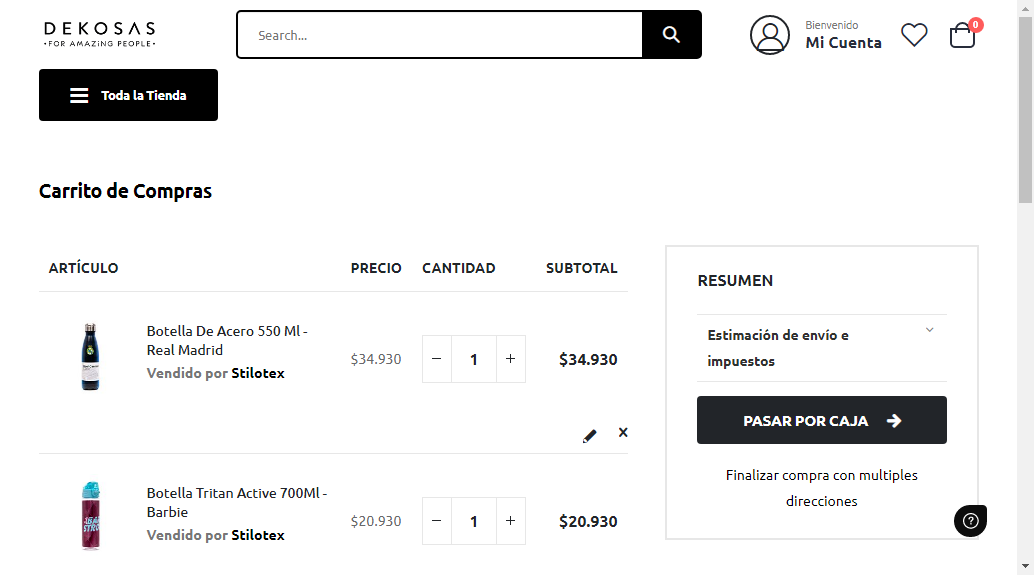 DEKOSAS
•FOR AMAZING PEOPLE•
Search...
Bienvenido
Mi Cuenta
0
Toda la Tienda
Carrito de Compras
ARTÍCULO PRECIO CANTIDAD SUBTOTAL
Botella De Acero 550 Ml -
Real Madrid
Vendido por Stilotex
$34.930 − 1 + $34.930
Botella Tritan Active 700Ml -
Barbie
Vendido por Stilotex
$20.930 − 1 + $20.930
RESUMEN
Estimación de envío e
impuestos
PASAR POR CAJA
Finalizar compra con multiples
direcciones